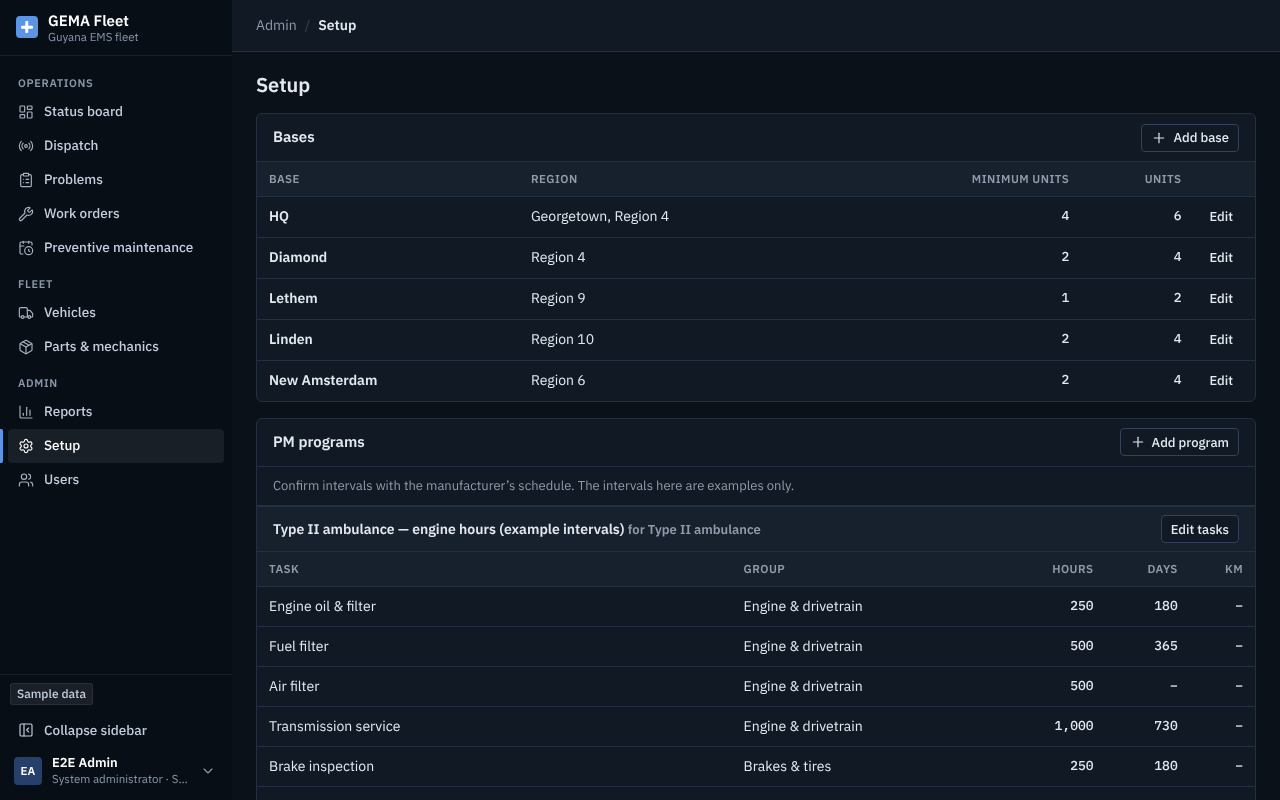 GEMA Fleet
Guyana EMS fleet
OPERATIONS
Status board
Dispatch
Problems
Work orders
Preventive maintenance
FLEET
Vehicles
Parts & mechanics
ADMIN
Reports
Setup
Users
Sample data
Collapse sidebar
EA
E2E Admin
System administrator · S...
Admin / Setup
Setup
Bases
+ Add base
BASE REGION MINIMUM UNITS UNITS
HQ Georgetown, Region 4 4 6 Edit
Diamond Region 4 2 4 Edit
Lethem Region 9 1 2 Edit
Linden Region 10 2 4 Edit
New Amsterdam Region 6 2 4 Edit
PM programs
+ Add program
Confirm intervals with the manufacturer’s schedule. The intervals here are examples only.
Type II ambulance — engine hours (example intervals) for Type II ambulance Edit tasks
TASK GROUP HOURS DAYS KM
Engine oil & filter Engine & drivetrain 250 180 –
Fuel filter Engine & drivetrain 500 365 –
Air filter Engine & drivetrain 500 – –
Transmission service Engine & drivetrain 1,000 730 –
Brake inspection Brakes & tires 250 180 –